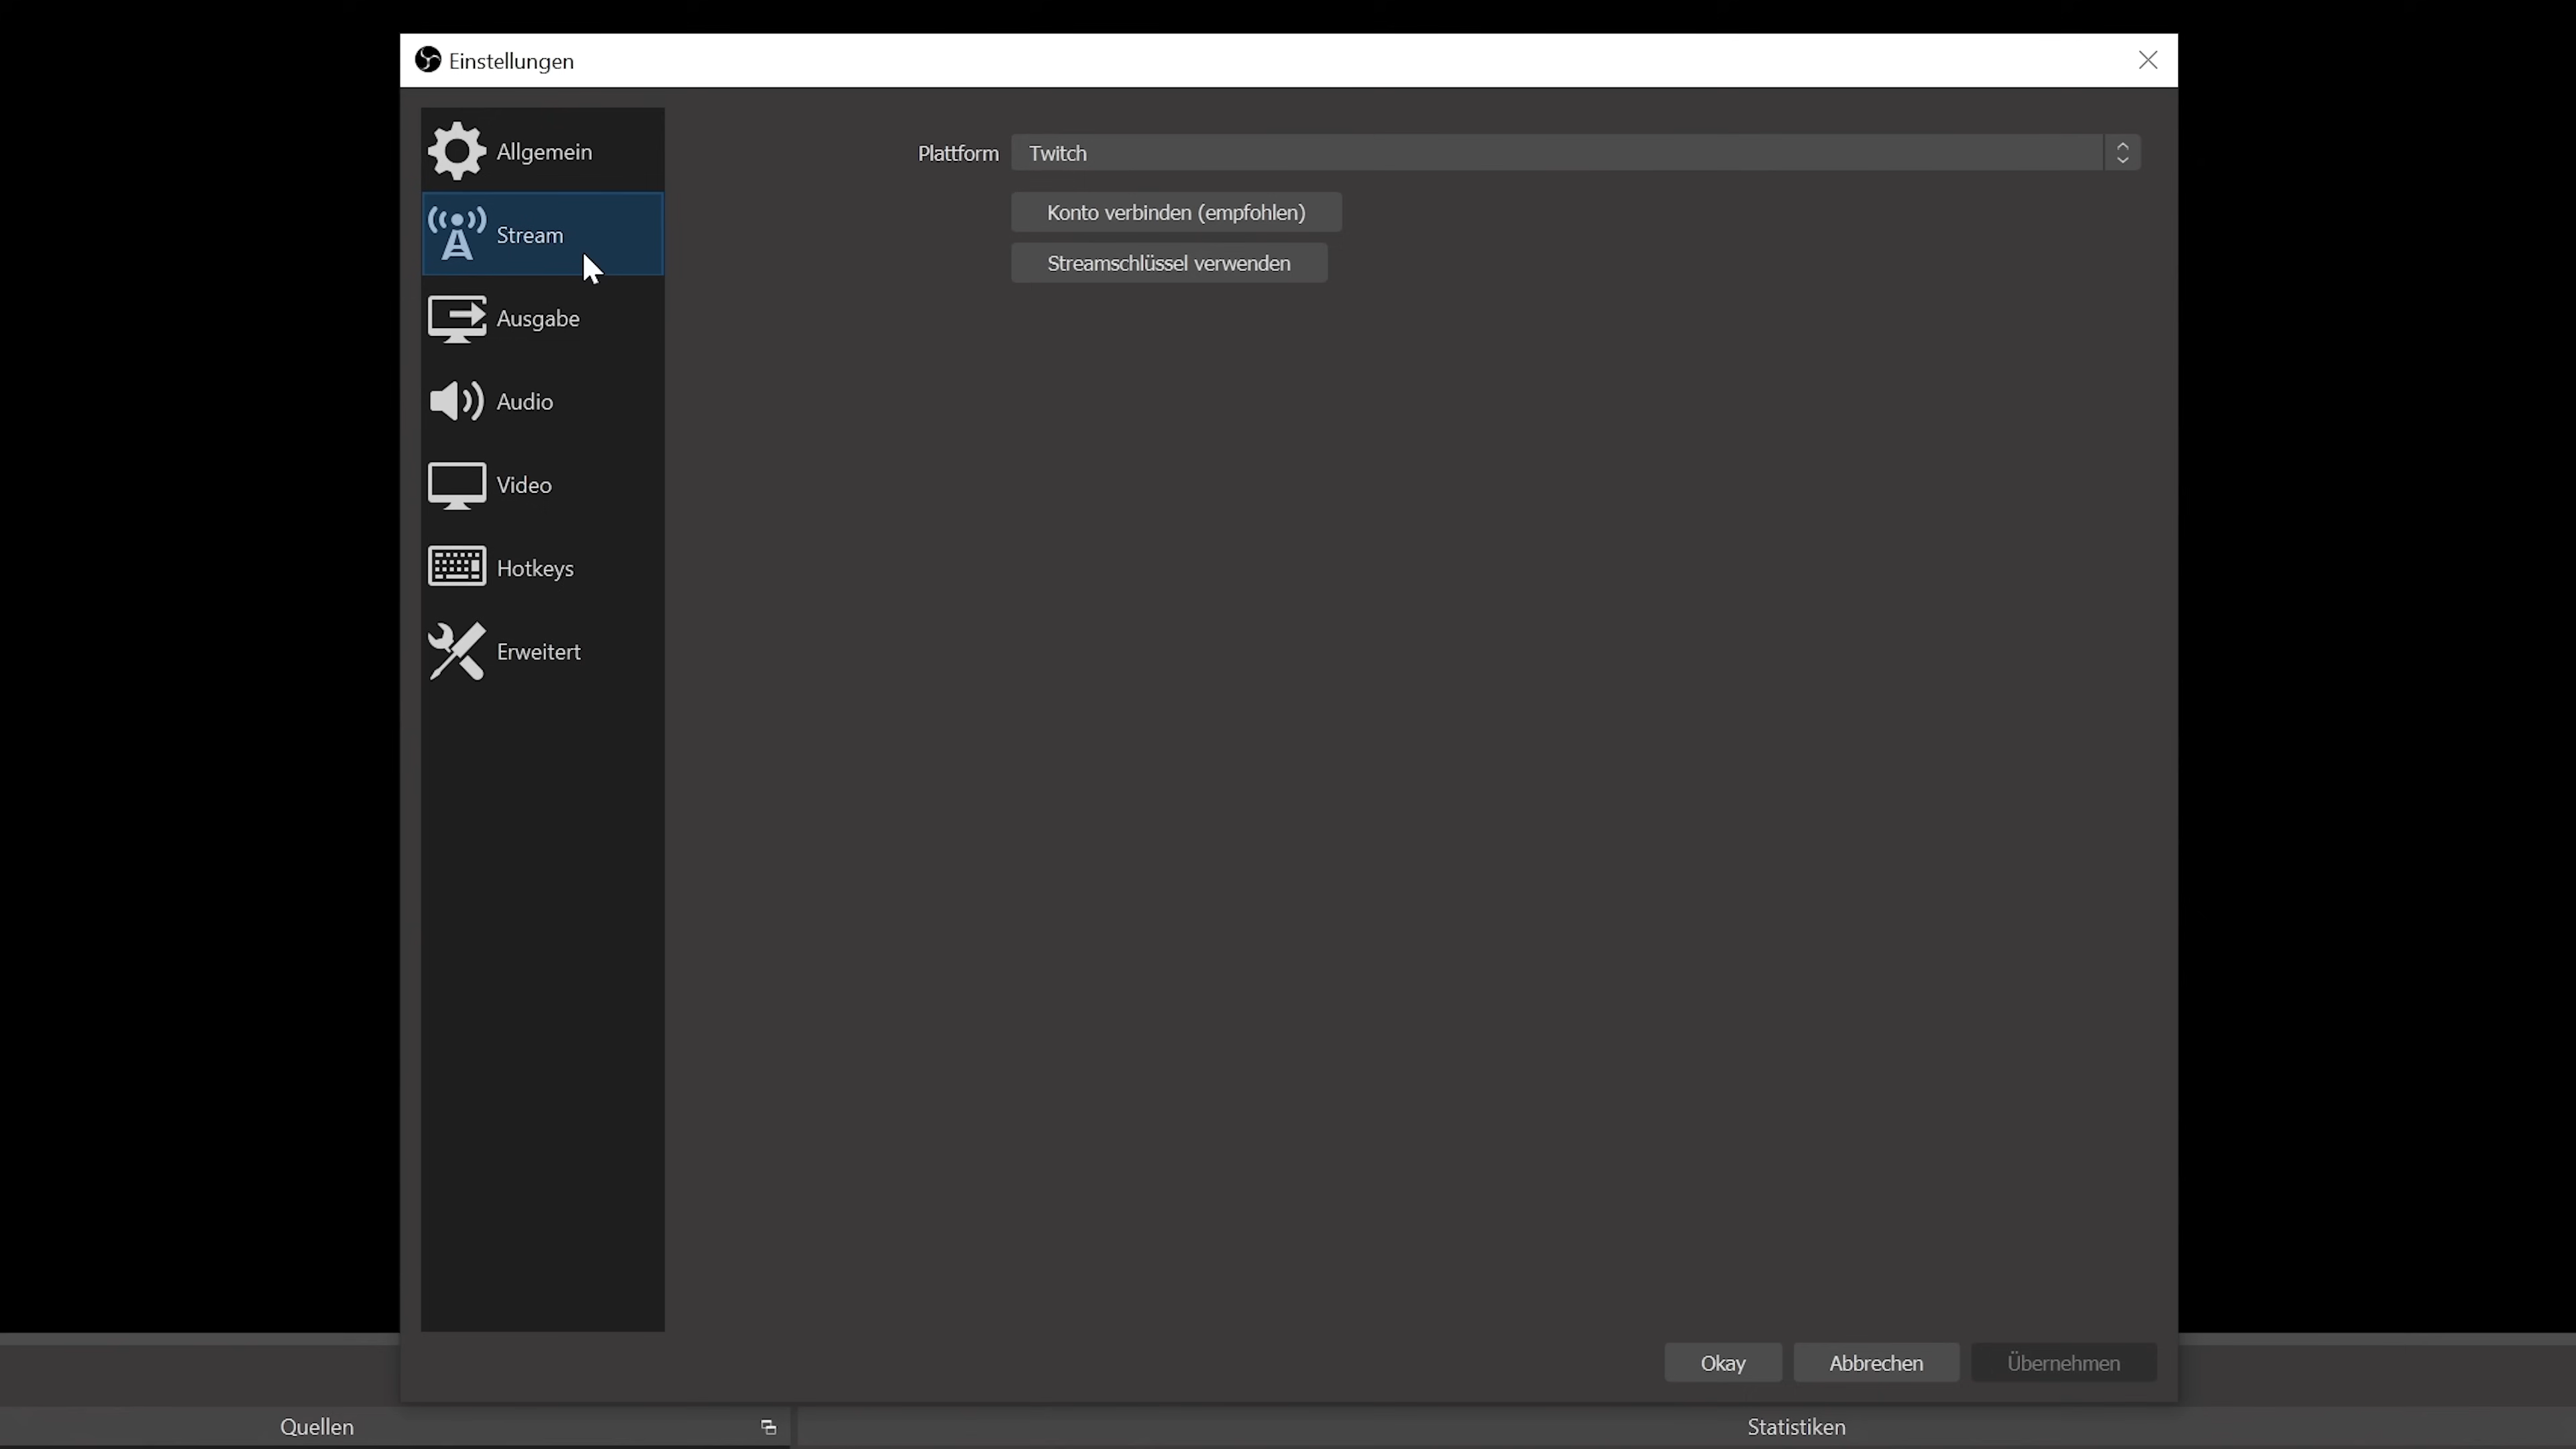 Einstellungen
Allgemein
Stream
Ausgabe
Audio
Video
Hotkeys
Erweitert
Plattform Twitch
Konto verbinden (empfohlen)
Streamschlüssel verwenden
Okay Abbrechen Übernehmen
Quellen Statistiken